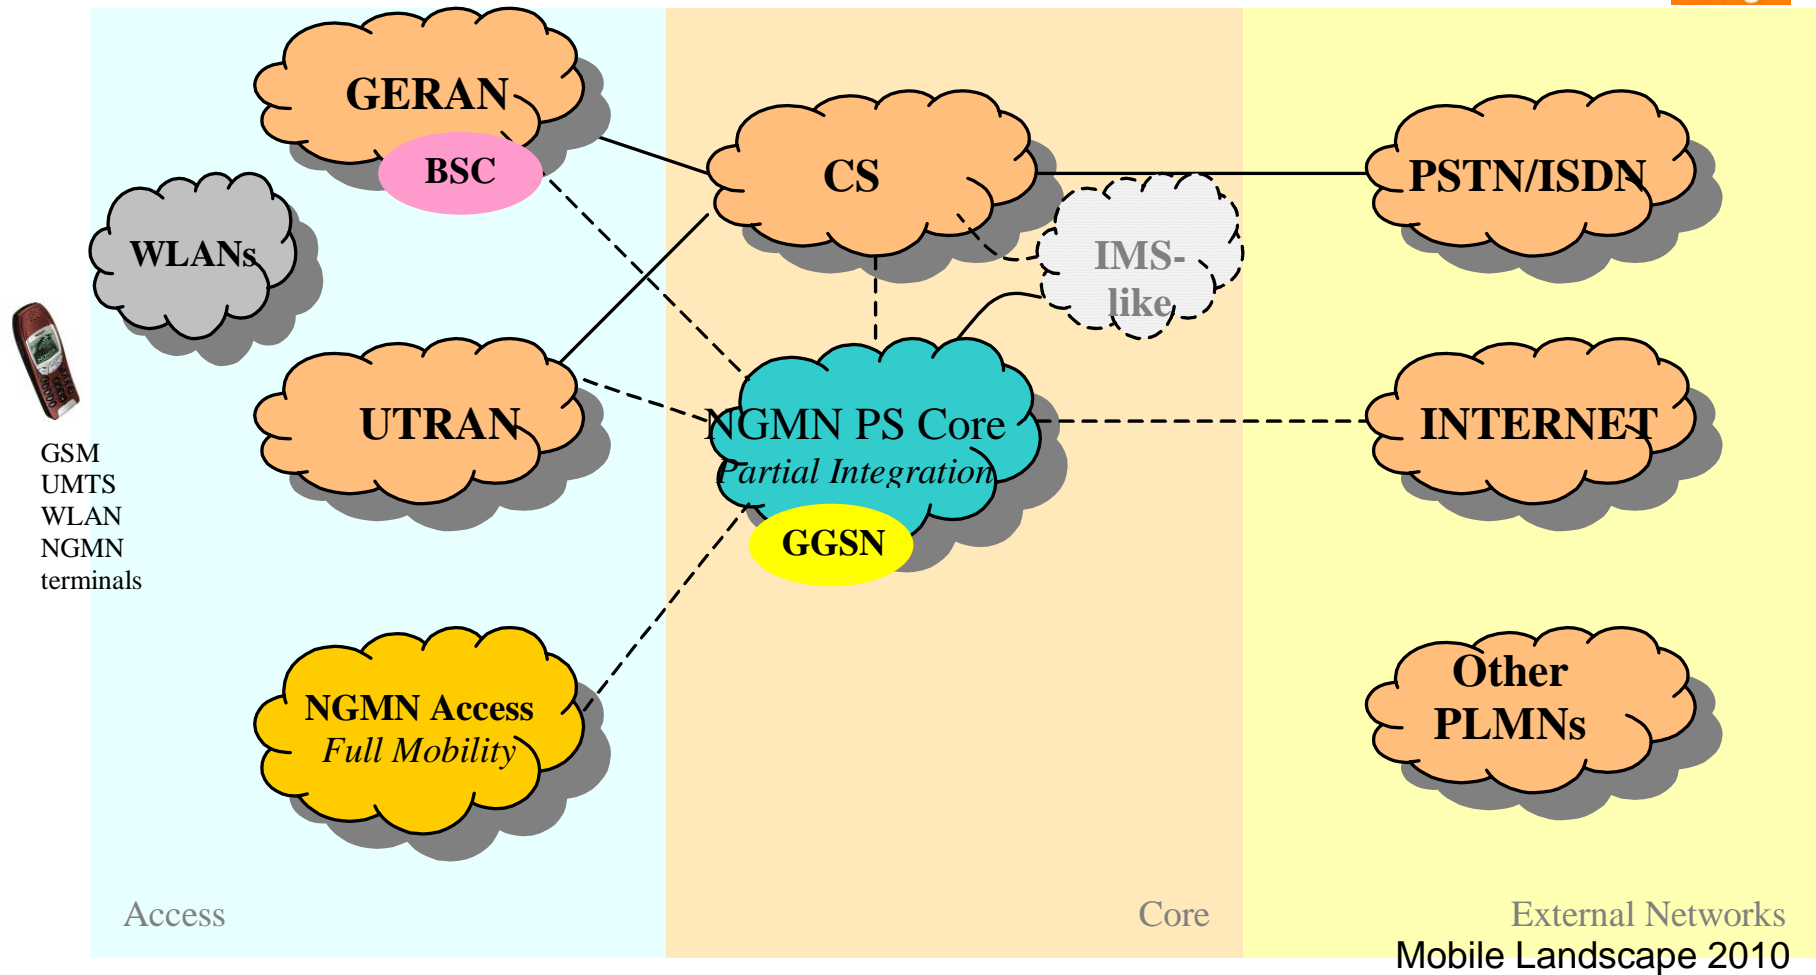 GERAN
BSC
CS
PSTN/ISDN
WLANs
IMS-
like
UTRAN
NGMN PS Core
Partial Integration
INTERNET
GSM
UMTS
WLAN
NGMN
terminals
GGSN
NGMN Access
Full Mobility
Other
PLMNs
Access
Core
External Networks
Mobile Landscape 2010